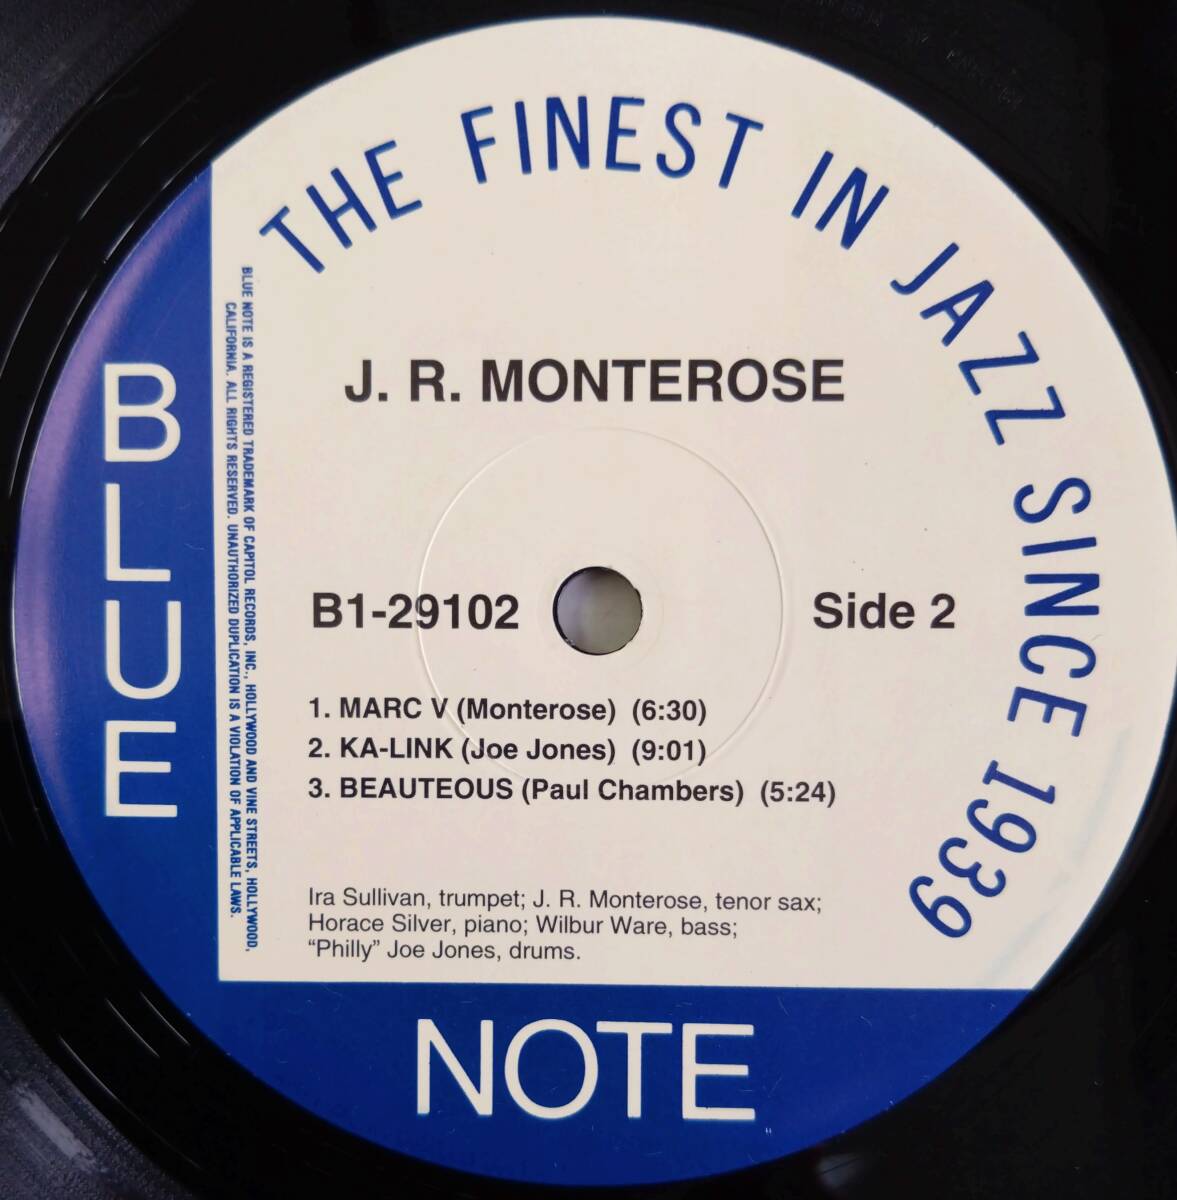 THE FINEST IN JAZZ SINCE 1939
BLUE
BLUE NOTE IS A REGISTERED TRADEMARK OF CAPITOL RECORDS, INC., HOLLYWOOD AND VINE STREETS, HOLLYWOOD,
CALIFORNIA. ALL RIGHTS RESERVED. UNAUTHORIZED DUPLICATION IS A VIOLATION OF APPLICABLE LAWS.
J. R. MONTEROSE
B1-29102 Side 2
1. MARC V (Monterose) (6:30)
2. KA-LINK (Joe Jones) (9:01)
3. BEAUTEOUS (Paul Chambers) (5:24)
Ira Sullivan, trumpet; J. R. Monterose, tenor sax;
Horace Silver, piano; Wilbur Ware, bass;
“Philly” Joe Jones, drums.
NOTE